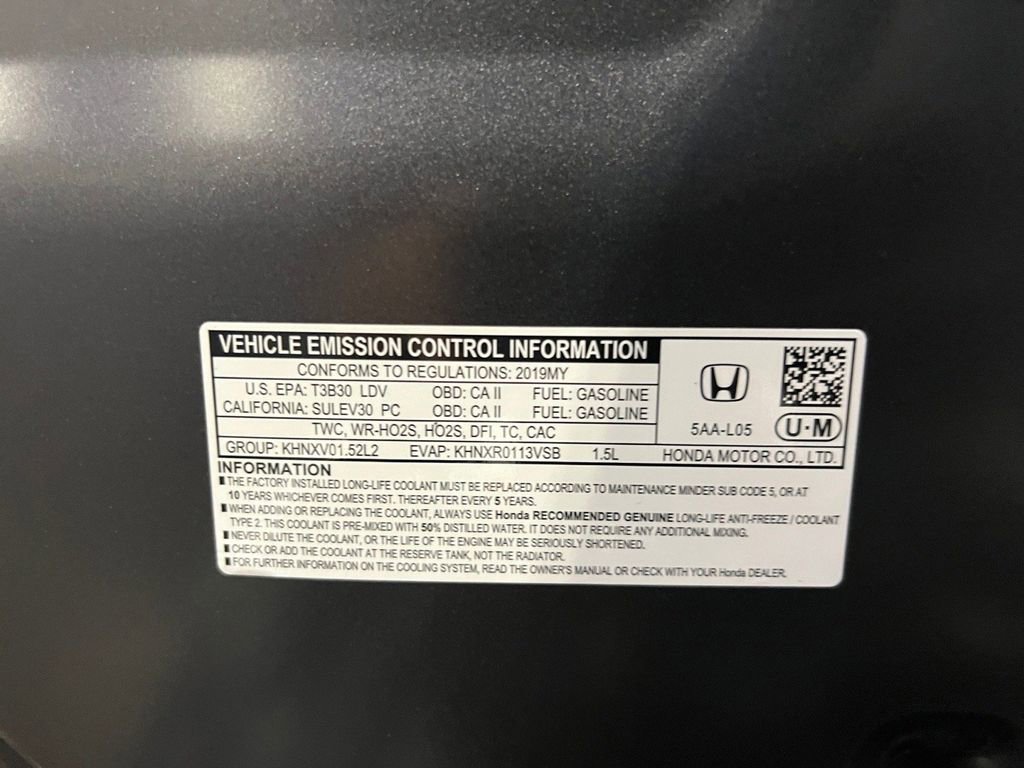 VEHICLE EMISSION CONTROL INFORMATION
CONFORMS TO REGULATIONS: 2019MY
U.S. EPA: T3B30 LDV OBD: CA II FUEL: GASOLINE
CALIFORNIA: SULEV30 PC OBD: CA II FUEL: GASOLINE
TWC, WR-HO2S, HO2S, DFI, TC, CAC
5AA-L05 U·M
GROUP: KHNXV01.52L2 EVAP: KHNXR0113VSB 1.5L HONDA MOTOR CO., LTD.
INFORMATION
THE FACTORY INSTALLED LONG-LIFE COOLANT MUST BE REPLACED ACCORDING TO MAINTENANCE MINDER SUB CODE 5, OR AT
10 YEARS WHICHEVER COMES FIRST. THEREAFTER EVERY 5 YEARS.
WHEN ADDING OR REPLACING THE COOLANT, ALWAYS USE Honda RECOMMENDED GENUINE LONG-LIFE ANTI-FREEZE / COOLANT
TYPE 2. THIS COOLANT IS PRE-MIXED WITH 50% DISTILLED WATER. IT DOES NOT REQUIRE ANY ADDITIONAL MIXING.
NEVER DILUTE THE COOLANT, OR THE LIFE OF THE ENGINE MAY BE SERIOUSLY SHORTENED.
CHECK OR ADD THE COOLANT AT THE RESERVE TANK, NOT THE RADIATOR.
FOR FURTHER INFORMATION ON THE COOLING SYSTEM, READ THE OWNER'S MANUAL OR CHECK WITH YOUR Honda DEALER.